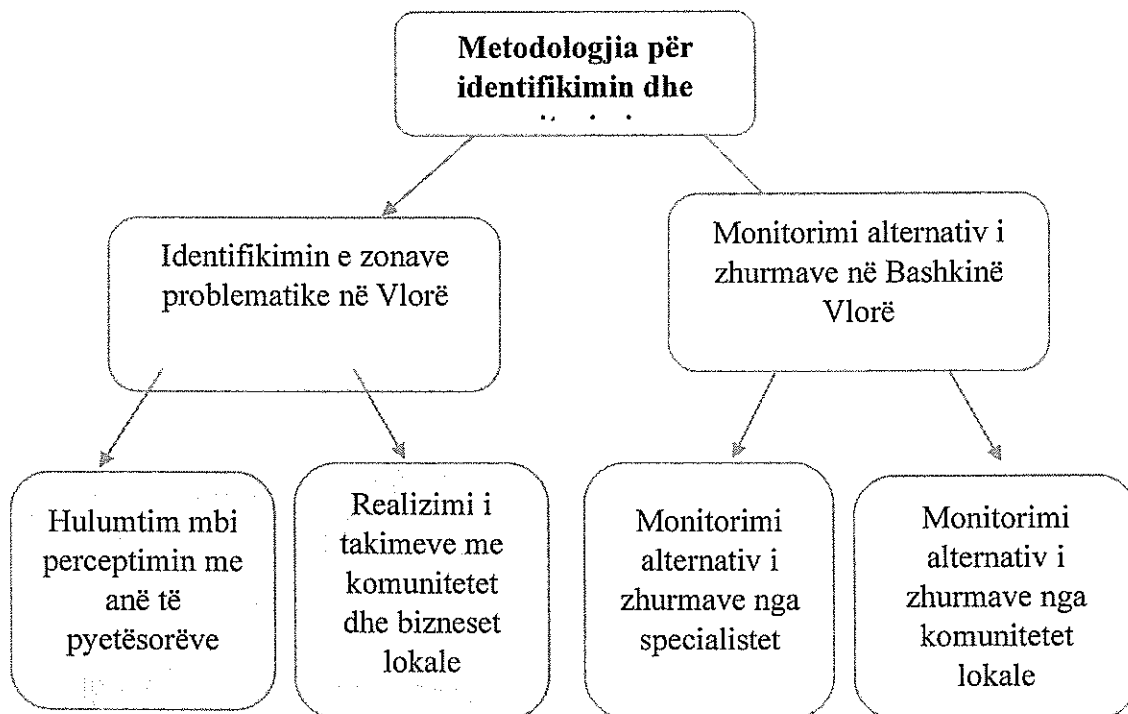 Metodologjia për
identifikimin dhe
Identifikimin e zonave
problematike në Vlorë
Monitorimi alternativ i
zhurmave në Bashkinë
Vlorë
Hulumtim mbi
perceptimin me
anë të
pyetësorëve
Realizimi i
takimeve me
komunitetet
dhe bizneset
lokale
Monitorimi
alternativ i
zhurmave nga
specialistet
Monitorimi
alternativ i
zhurmave nga
komunitetet
lokale